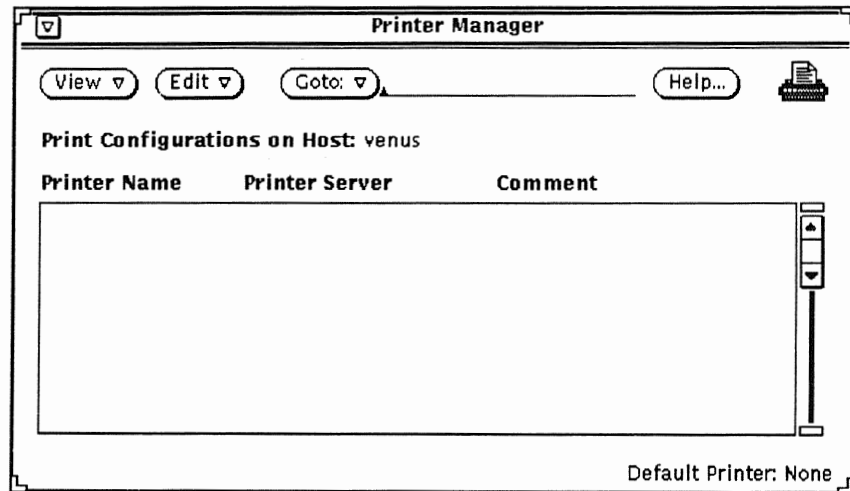 Printer Manager
View Edit Goto: Help...
Print Configurations on Host: venus
Printer Name Printer Server Comment
Default Printer: None